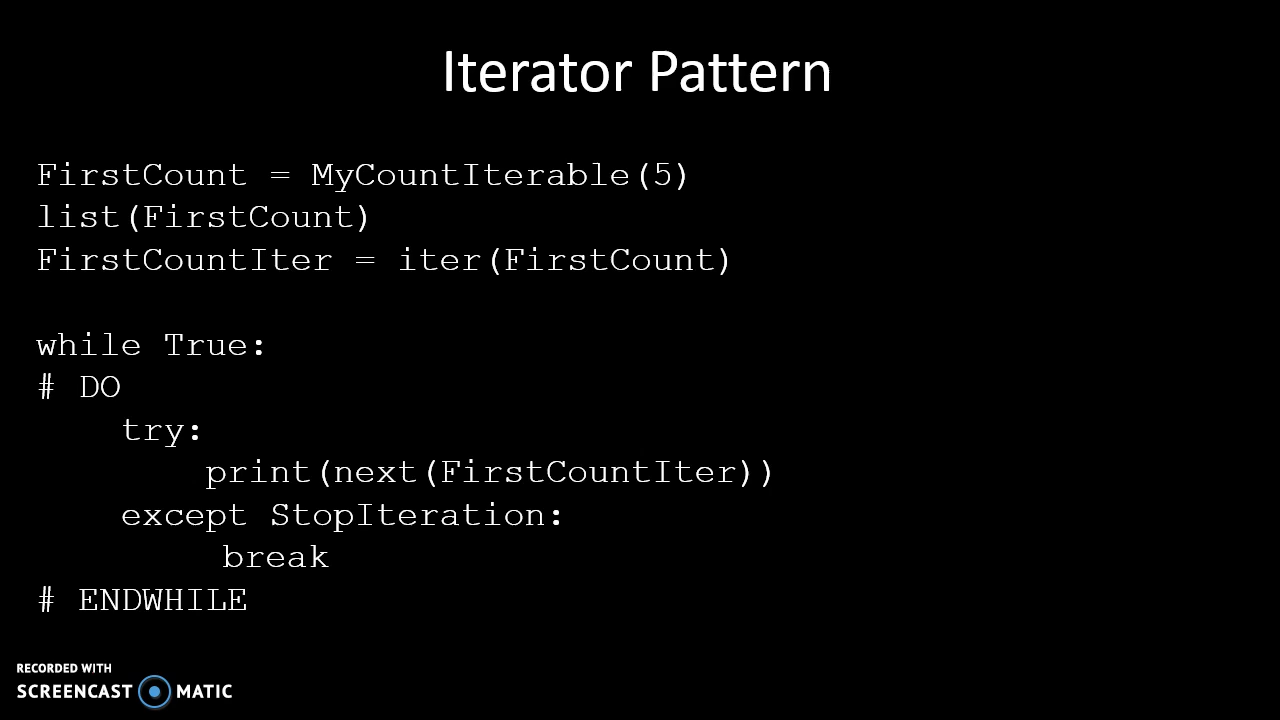 Iterator Pattern
FirstCount = MyCountIterable(5)
list(FirstCount)
FirstCountIter = iter(FirstCount)
while True:
# DO
    try:
        print(next(FirstCountIter))
    except StopIteration:
         break
# ENDWHILE
RECORDED WITH
SCREENCAST MATIC